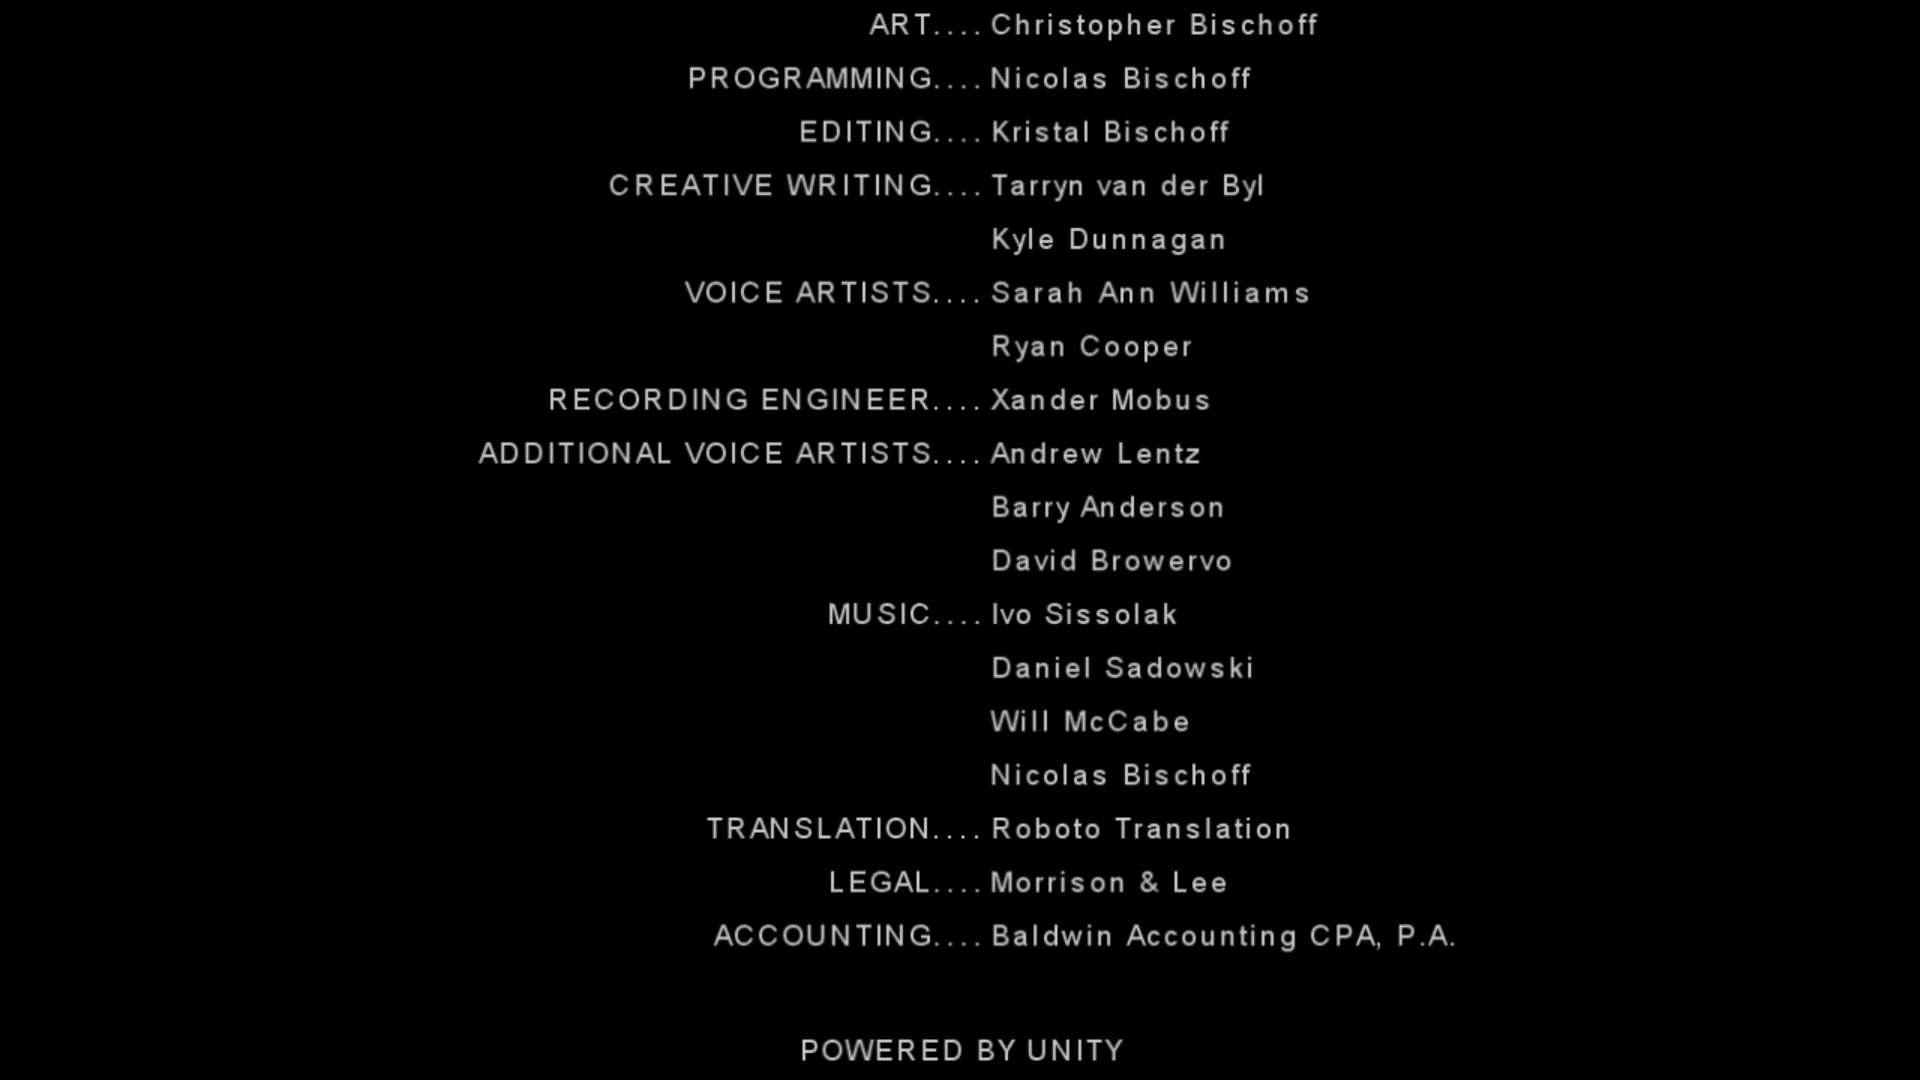 ART.... Christopher Bischoff
PROGRAMMING.... Nicolas Bischoff
EDITING.... Kristal Bischoff
CREATIVE WRITING.... Tarryn van der Byl
Kyle Dunnagan
VOICE ARTISTS.... Sarah Ann Williams
Ryan Cooper
RECORDING ENGINEER.... Xander Mobus
ADDITIONAL VOICE ARTISTS.... Andrew Lentz
Barry Anderson
David Browervo
MUSIC.... Ivo Sissolak
Daniel Sadowski
Will McCabe
Nicolas Bischoff
TRANSLATION.... Roboto Translation
LEGAL.... Morrison & Lee
ACCOUNTING.... Baldwin Accounting CPA, P.A.
POWERED BY UNITY